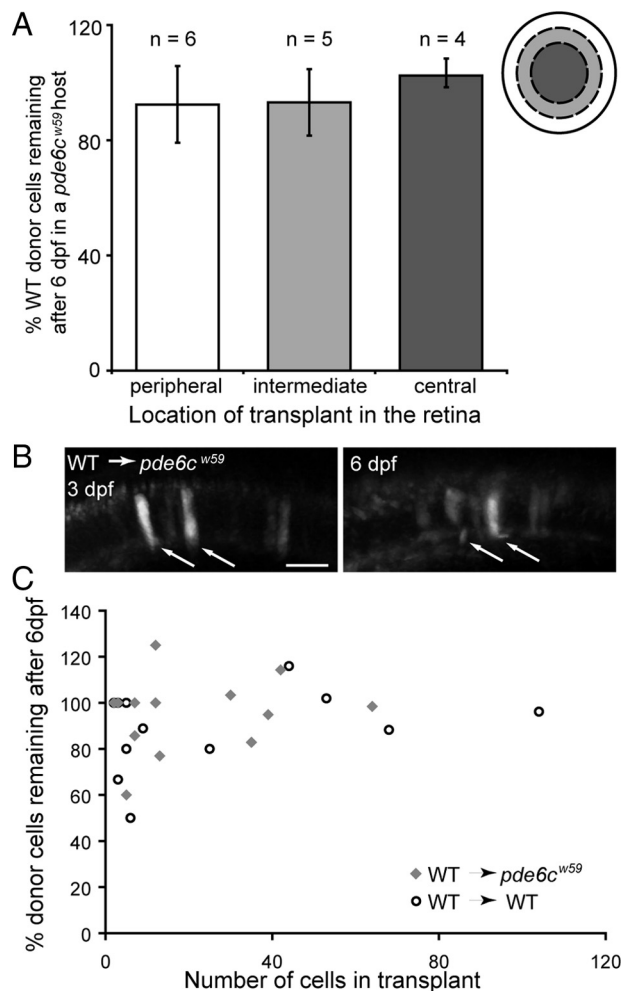 A
% WT donor cells remaining
after 6 dpf in a pde6c w59 host
120
80
40
0
n = 6
n = 5
n = 4
peripheral
intermediate
central
Location of transplant in the retina
B
WT → pde6c w59
3 dpf
6 dpf
C
% donor cells remaining after 6dpf
140
120
100
80
60
40
20
0
WT → pde6c w59
WT → WT
0
40
80
120
Number of cells in transplant